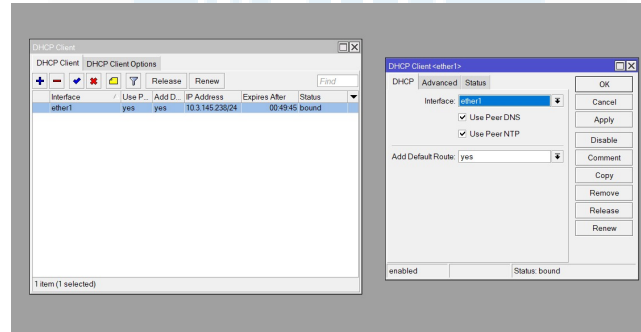 DHCP Client
DHCP Client DHCP Client Options
Release Renew Find
Interface / Use P... Add D... IP Address Expires After Status
ether1 yes yes 10.3.145.238/24 00:49:45 bound
1 item (1 selected)
DHCP Client <ether1>
DHCP Advanced Status
Interface: ether1
Use Peer DNS
Use Peer NTP
Add Default Route: yes
OK
Cancel
Apply
Disable
Comment
Copy
Remove
Release
Renew
enabled Status: bound